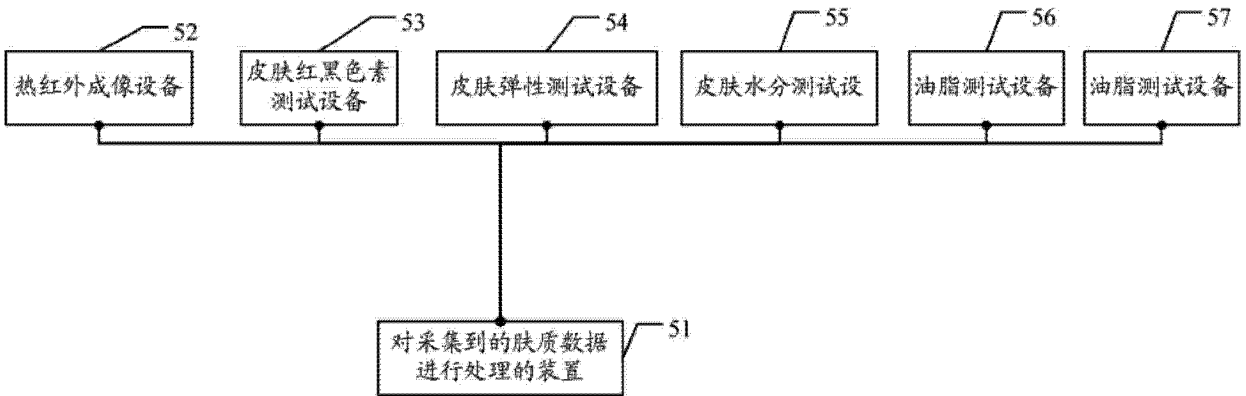 52
53
54
55
56
57
热红外成像设备
皮肤红黑色素
测试设备
皮肤弹性测试设备
皮肤水分测试设
油脂测试设备
油脂测试设备
51
对采集到的肤质数据
进行处理的装置